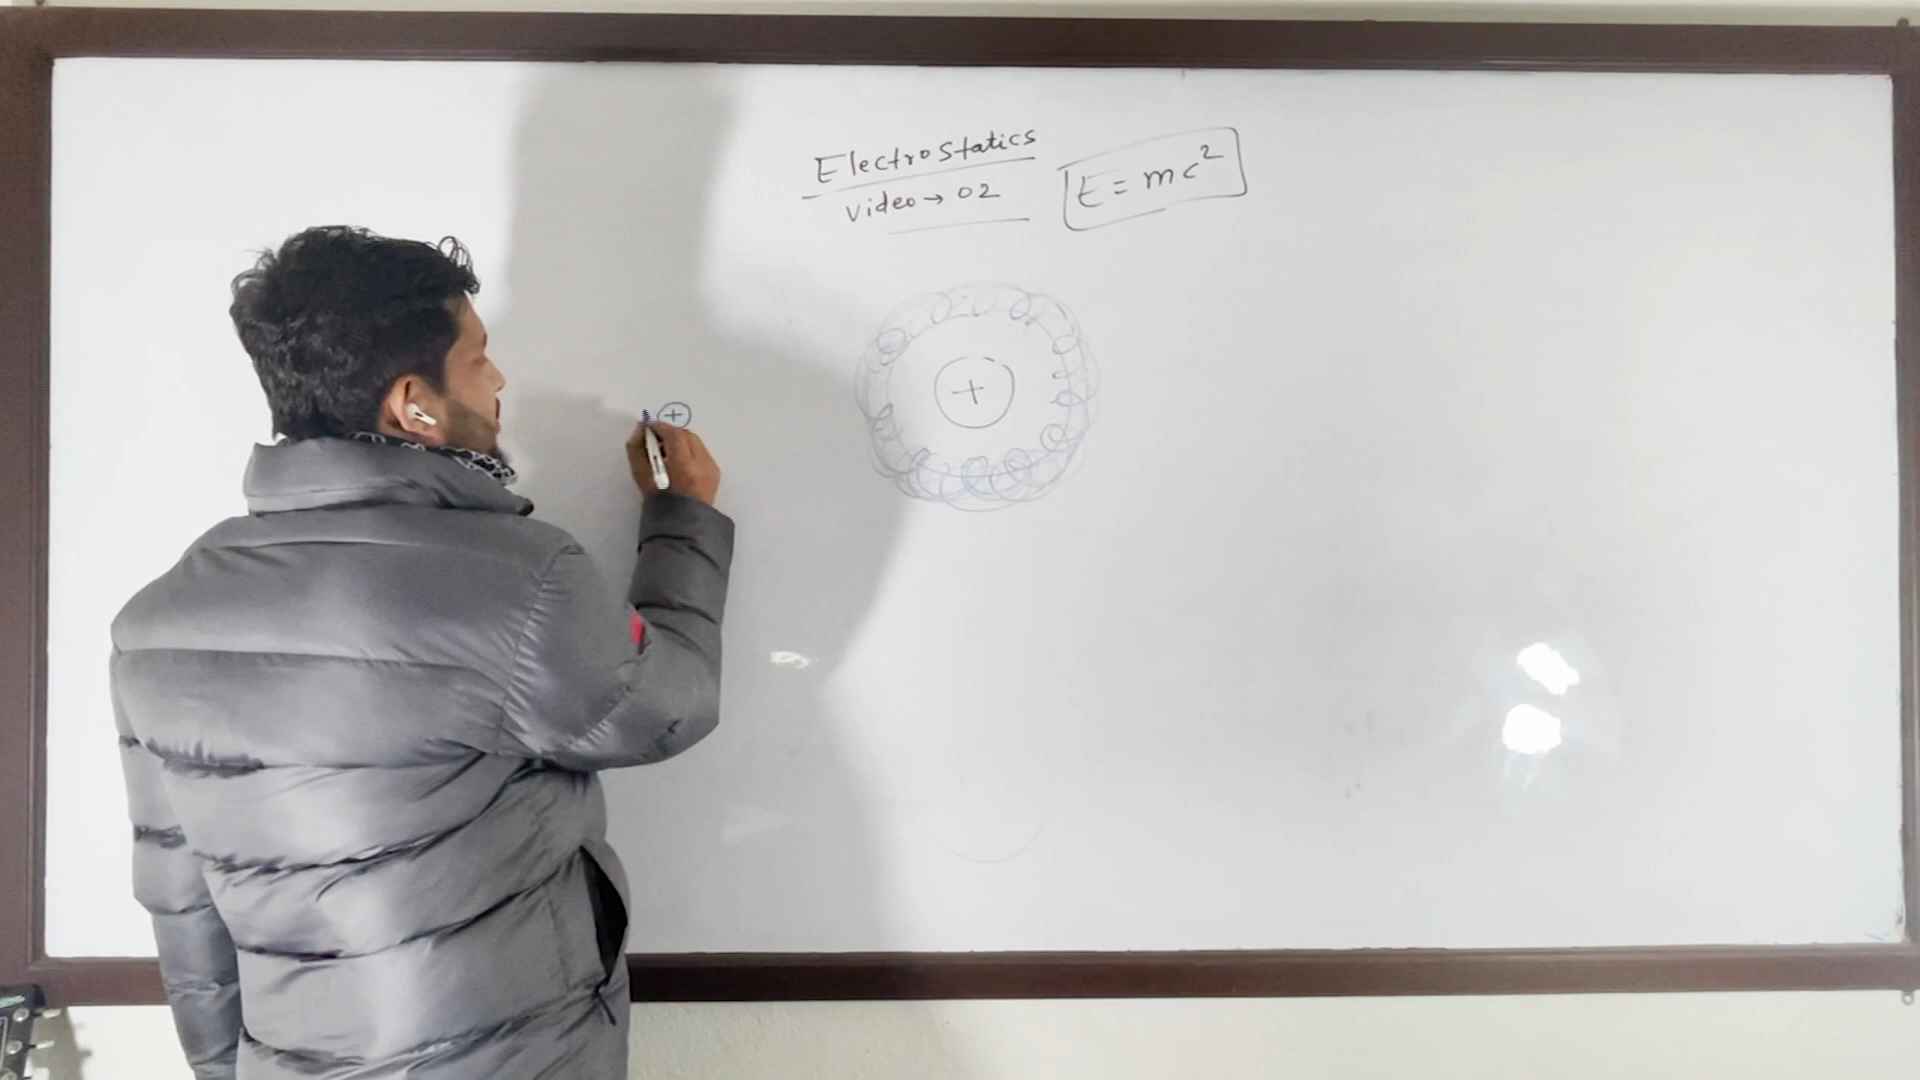 Electrostatics
Video → 02
E = mc²
+
+